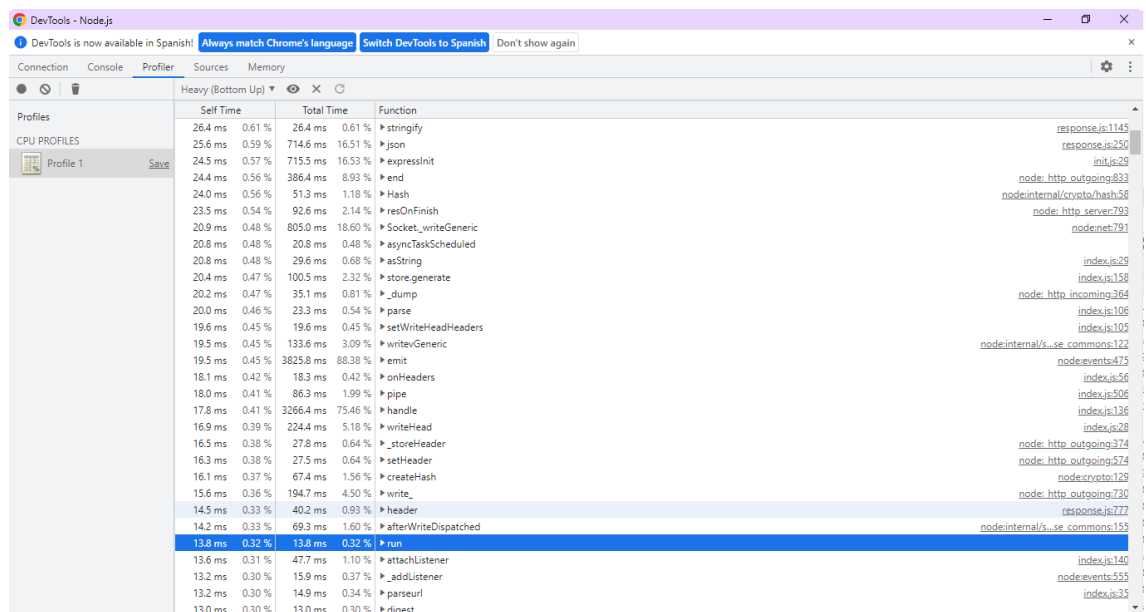 DevTools - Node.js
DevTools is now available in Spanish! Always match Chrome's language Switch DevTools to Spanish Don't show again
Connection Console Profiler Sources Memory
Heavy (Bottom Up)
Profiles
CPU PROFILES
Profile 1 Save
Self Time Total Time Function
26.4 ms 0.61 % 26.4 ms 0.61 % stringify response.js:1145
25.6 ms 0.59 % 714.6 ms 16.51 % json response.js:250
24.5 ms 0.57 % 715.5 ms 16.53 % expressInit init.js:29
24.4 ms 0.56 % 386.4 ms 8.93 % end node:_http_outgoing:833
24.0 ms 0.56 % 51.3 ms 1.18 % Hash node:internal/crypto/hash:58
23.5 ms 0.54 % 92.6 ms 2.14 % resOnFinish node:_http_server:793
20.9 ms 0.48 % 805.0 ms 18.60 % Socket._writeGeneric node:net:791
20.8 ms 0.48 % 20.8 ms 0.48 % asyncTaskScheduled
20.8 ms 0.48 % 29.6 ms 0.68 % asString index.js:29
20.4 ms 0.47 % 100.5 ms 2.32 % store.generate index.js:158
20.2 ms 0.47 % 35.1 ms 0.81 % _dump node:_http_incoming:364
20.0 ms 0.46 % 23.3 ms 0.54 % parse index.js:106
19.6 ms 0.45 % 19.6 ms 0.45 % setWriteHeadHeaders index.js:105
19.5 ms 0.45 % 133.6 ms 3.09 % writevGeneric node:internal/s...se_commons:122
19.5 ms 0.45 % 3825.8 ms 88.38 % emit node:events:475
18.1 ms 0.42 % 18.3 ms 0.42 % onHeaders index.js:56
18.0 ms 0.41 % 86.3 ms 1.99 % pipe index.js:506
17.8 ms 0.41 % 3266.4 ms 75.46 % handle index.js:136
16.9 ms 0.39 % 224.4 ms 5.18 % writeHead index.js:28
16.5 ms 0.38 % 27.8 ms 0.64 % _storeHeader node:_http_outgoing:374
16.3 ms 0.38 % 27.5 ms 0.64 % setHeader node:_http_outgoing:574
16.1 ms 0.37 % 67.4 ms 1.56 % createHash node:crypto:129
15.6 ms 0.36 % 194.7 ms 4.50 % write_ node:_http_outgoing:730
14.5 ms 0.33 % 40.2 ms 0.93 % header response.js:777
14.2 ms 0.33 % 69.3 ms 1.60 % afterWriteDispatched node:internal/s...se_commons:155
13.8 ms 0.32 % 13.8 ms 0.32 % run
13.6 ms 0.31 % 47.7 ms 1.10 % attachListener index.js:140
13.2 ms 0.30 % 15.9 ms 0.37 % _addListener node:events:555
13.2 ms 0.30 % 14.9 ms 0.34 % parseurl index.js:35
13.0 ms 0.30 % 13.0 ms 0.30 % digest